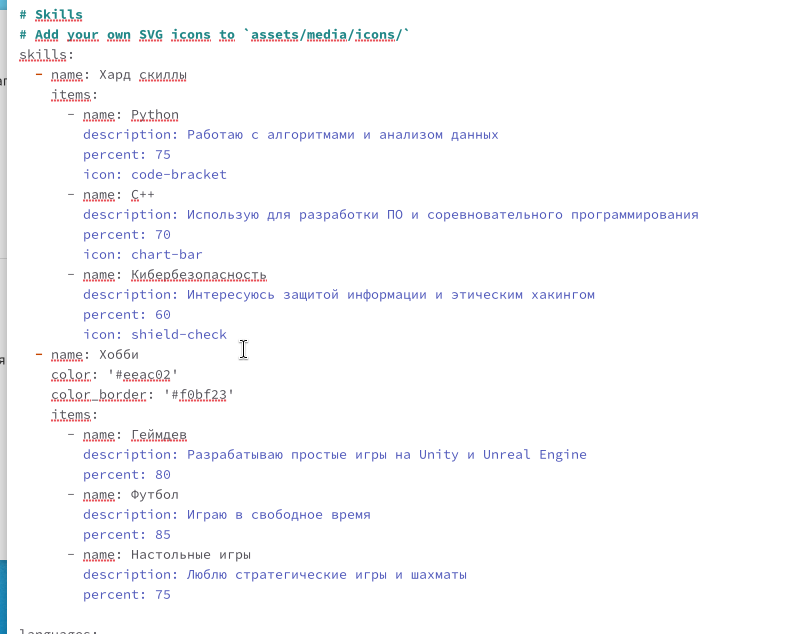 # Skills
# Add your own SVG icons to `assets/media/icons/`
skills:
  - name: Хард скиллы
    items:
      - name: Python
        description: Работаю с алгоритмами и анализом данных
        percent: 75
        icon: code-bracket
      - name: C++
        description: Использую для разработки ПО и соревновательного программирования
        percent: 70
        icon: chart-bar
      - name: Кибербезопасность
        description: Интересуюсь защитой информации и этическим хакингом
        percent: 60
        icon: shield-check
  - name: Хобби
    color: '#eeac02'
    color_border: '#f0bf23'
    items:
      - name: Геймдев
        description: Разрабатываю простые игры на Unity и Unreal Engine
        percent: 80
      - name: Футбол
        description: Играю в свободное время
        percent: 85
      - name: Настольные игры
        description: Люблю стратегические игры и шахматы
        percent: 75
languages: